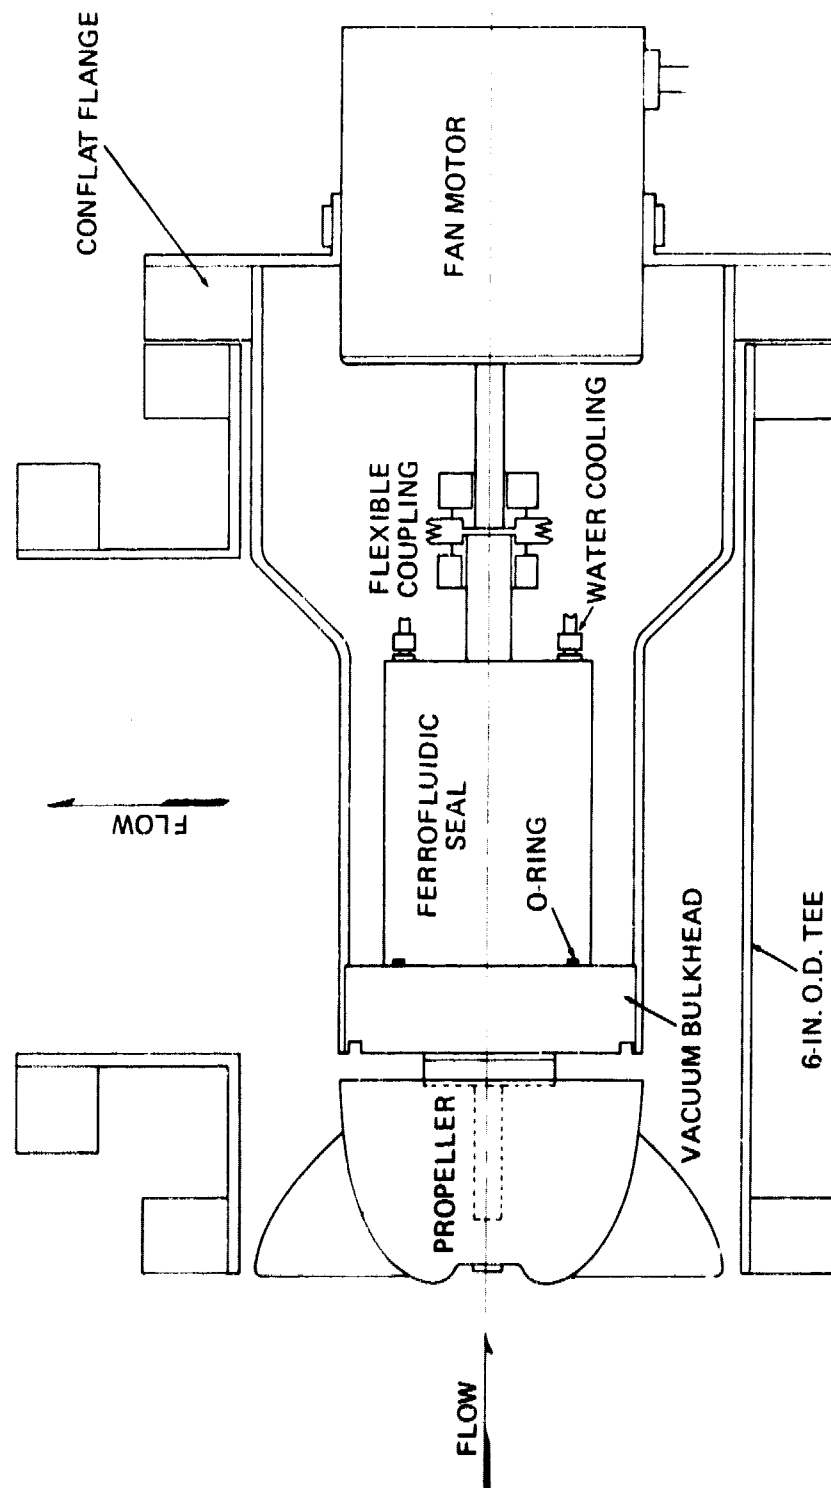 CONFLAT FLANGE
FAN MOTOR
FLEXIBLE
COUPLING
WATER COOLING
FLOW
FERROFLUIDIC
SEAL
O-RING
VACUUM BULKHEAD
6-IN. O.D. TEE
PROPELLER
FLOW